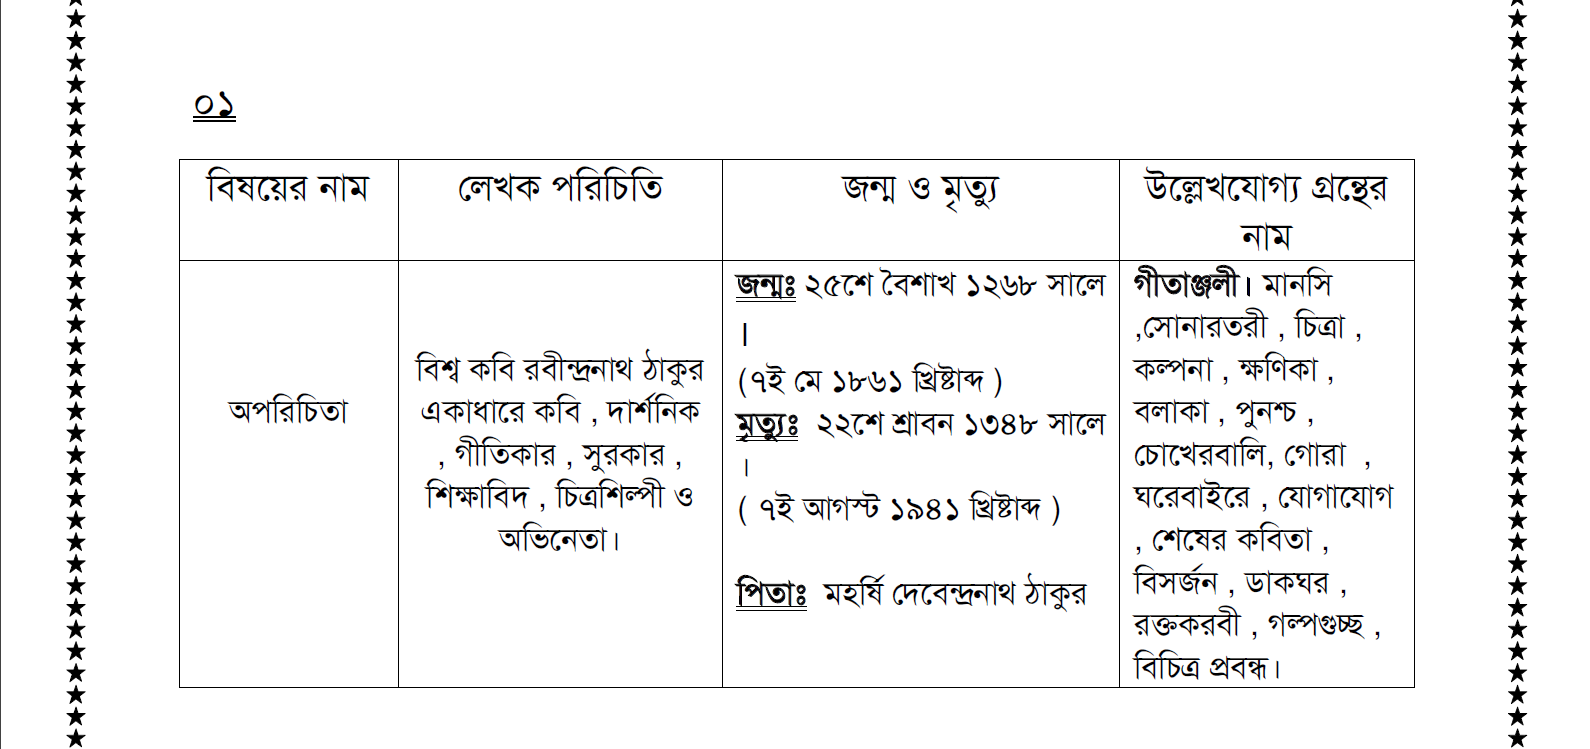 ০১
বিষয়ের নাম
লেখক পরিচিতি
জন্ম ও মৃত্যু
উল্লেখযোগ্য গ্রন্থের
নাম
অপরিচিতা
বিশ্ব কবি রবীন্দ্রনাথ ঠাকুর
একাধারে কবি , দার্শনিক
, গীতিকার , সুরকার ,
শিক্ষাবিদ , চিত্রশিল্পী ও
অভিনেতা।
জন্মঃ ২৫শে বৈশাখ ১২৬৮ সালে
।
(৭ই মে ১৮৬১ খ্রিষ্টাব্দ )
মৃত্যুঃ ২২শে শ্রাবন ১৩৪৮ সালে
।
( ৭ই আগস্ট ১৯৪১ খ্রিষ্টাব্দ )
পিতাঃ মহর্ষি দেবেন্দ্রনাথ ঠাকুর
গীতাঞ্জলী। মানসি
,সোনারতরী , চিত্রা ,
কল্পনা , ক্ষণিকা ,
বলাকা , পুনশ্চ ,
চোখেরবালি, গোরা ,
ঘরেবাইরে , যোগাযোগ
, শেষের কবিতা ,
বিসর্জন , ডাকঘর ,
রক্তকরবী , গল্পগুচ্ছ ,
বিচিত্র প্রবন্ধ।